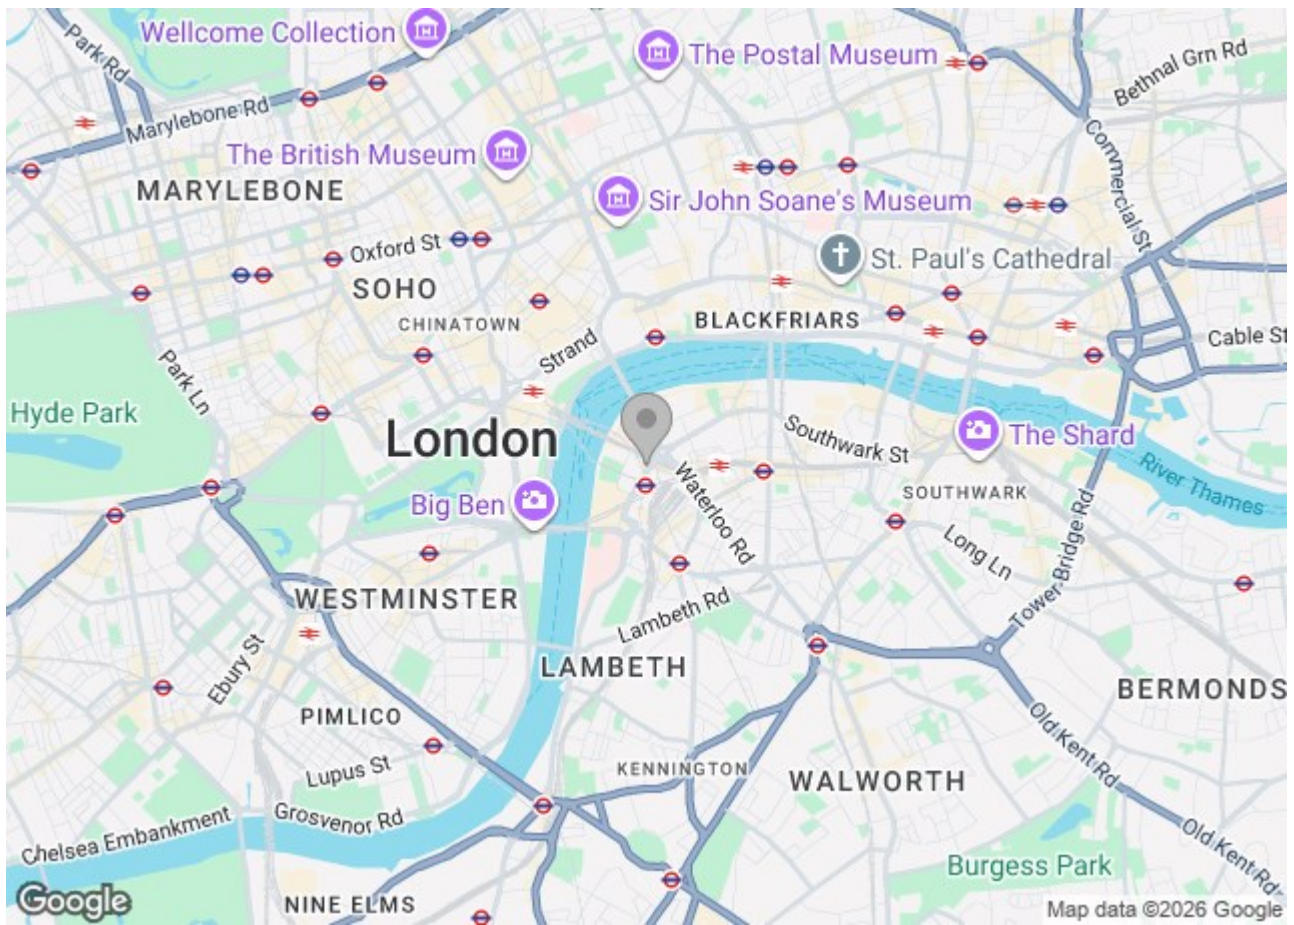 Wellcome Collection
The Postal Museum
Park Rd
Bethnal Grn Rd
Marylebone Rd
The British Museum
Commercial St
MARYLEBONE
Sir John Soane's Museum
Oxford St
St. Paul's Cathedral
SOHO
CHINATOWN
BLACKFRIARS
Strand
Cable St
Park Ln
Hyde Park
London
Southwark St
The Shard
River Thames
Big Ben
Waterloo Rd
SOUTHWARK
Long Ln
Tower Bridge Rd
WESTMINSTER
Lambeth Rd
Ebury St
LAMBETH
BERMONDS
PIMLICO
Old Kent Rd
Lupus St
KENNINGTON
WALWORTH
Grosvenor Rd
Chelsea Embankment
Old Kent Rd
Burgess Park
NINE ELMS
Google
Map data ©2026 Google